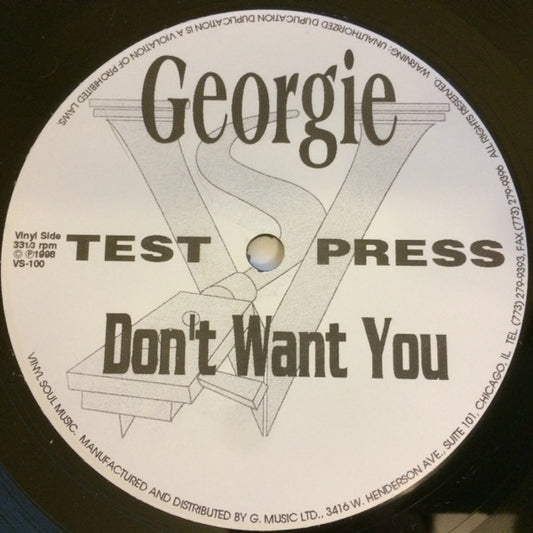 Georgie
TEST PRESS
Vinyl Side
33 1/3 rpm
© ℗1998
VS-100
Don't Want You
VINYL SOUL MUSIC. MANUFACTURED AND DISTRIBUTED BY G. MUSIC LTD., 3416 W. HENDERSON AVE., SUITE 101, CHICAGO, IL TEL. (773) 279-9393, FAX (773) 279-9396
ALL RIGHTS RESERVED. WARNING: UNAUTHORIZED DUPLICATION IS A VIOLATION OF PROHIBITED LAWS.